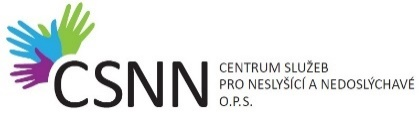 CSNN
CENTRUM SLUŽEB
PRO NESLYŠÍCÍ A NEDOSLÝCHAVÉ
O.P.S.